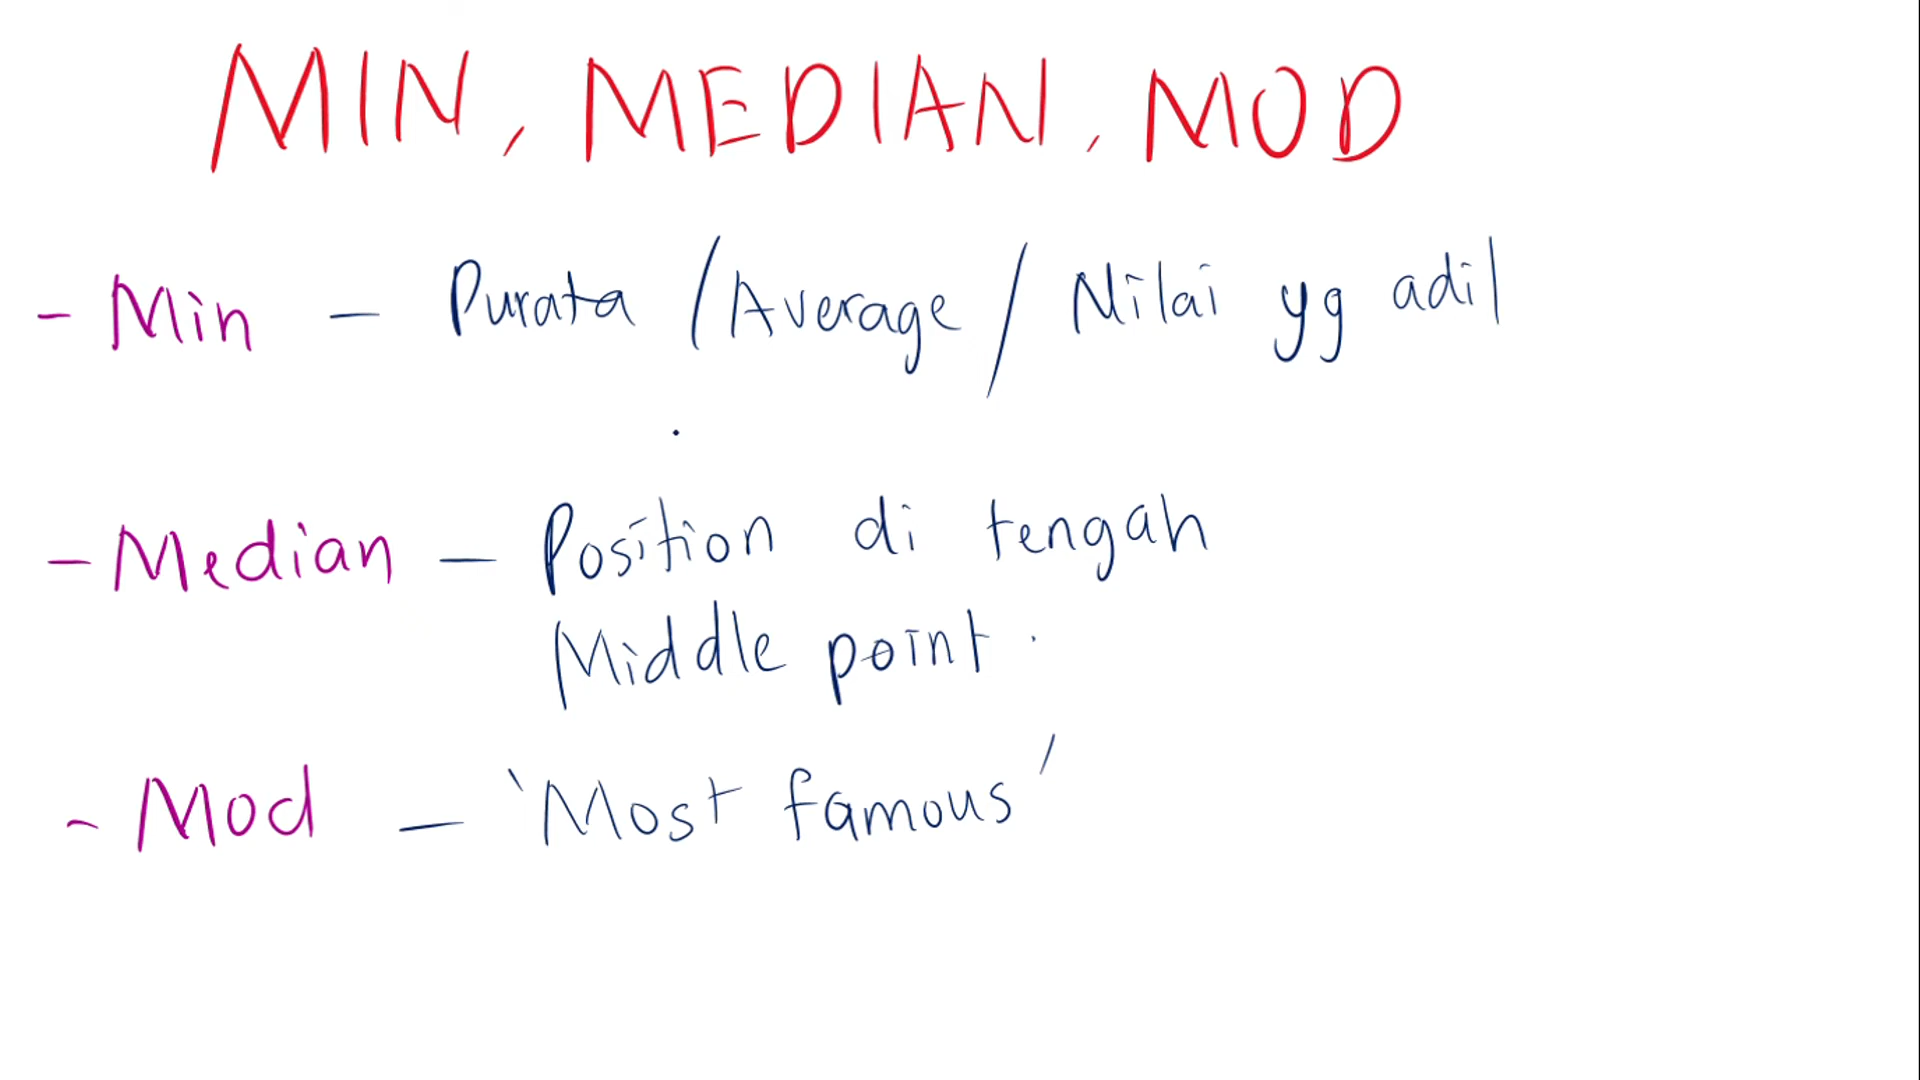 MIN, MEDIAN, MOD
- Min - Purata / Average / Nilai yg adil
- Median - Position di tengah
Middle point.
- Mod - 'Most famous'